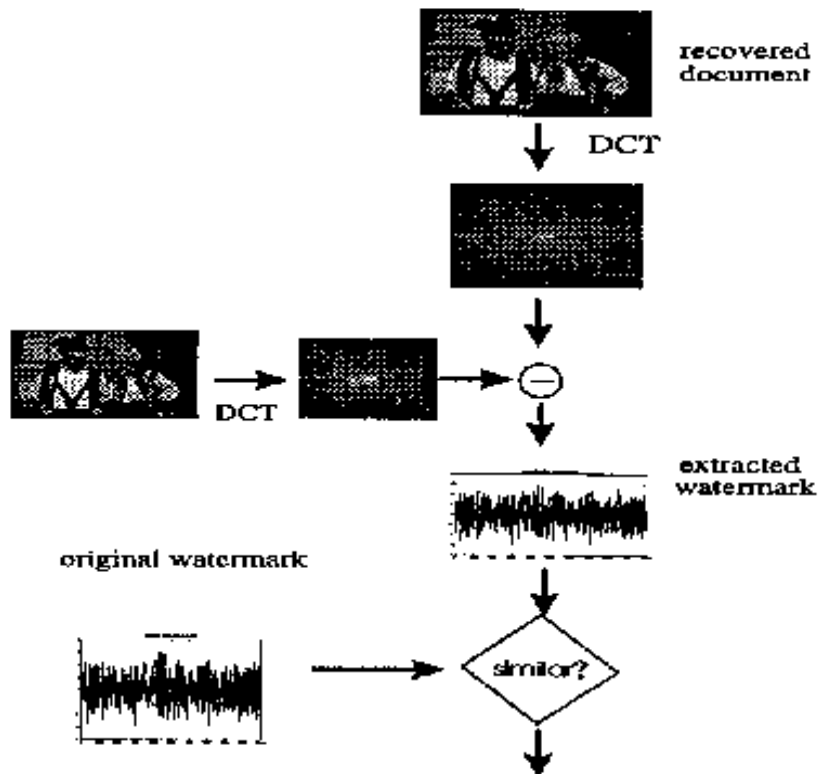 recovered
document
DCT
DCT
extracted
watermark
original watermark
similar?